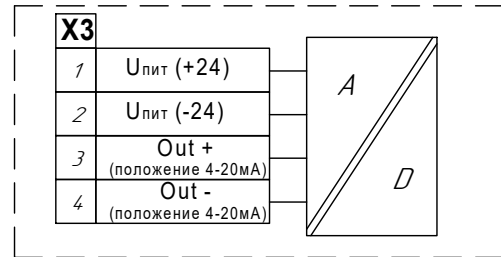 X3
1 Uпит (+24)
2 Uпит (-24)
3 Out +
(положение 4-20мА)
4 Out -
(положение 4-20мА)
A
D